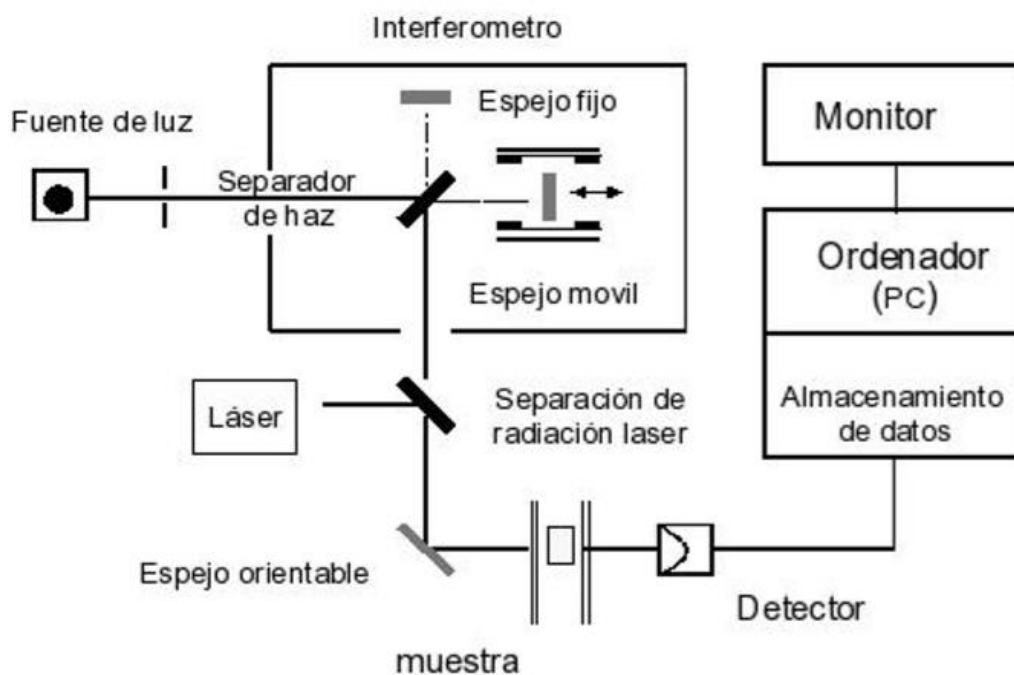 Interferometro
Fuente de luz
Espejo fijo
Separador
de haz
Espejo movil
Monitor
Ordenador
(PC)
Almacenamiento
de datos
Láser
Separación de
radiación laser
Espejo orientable
Detector
muestra